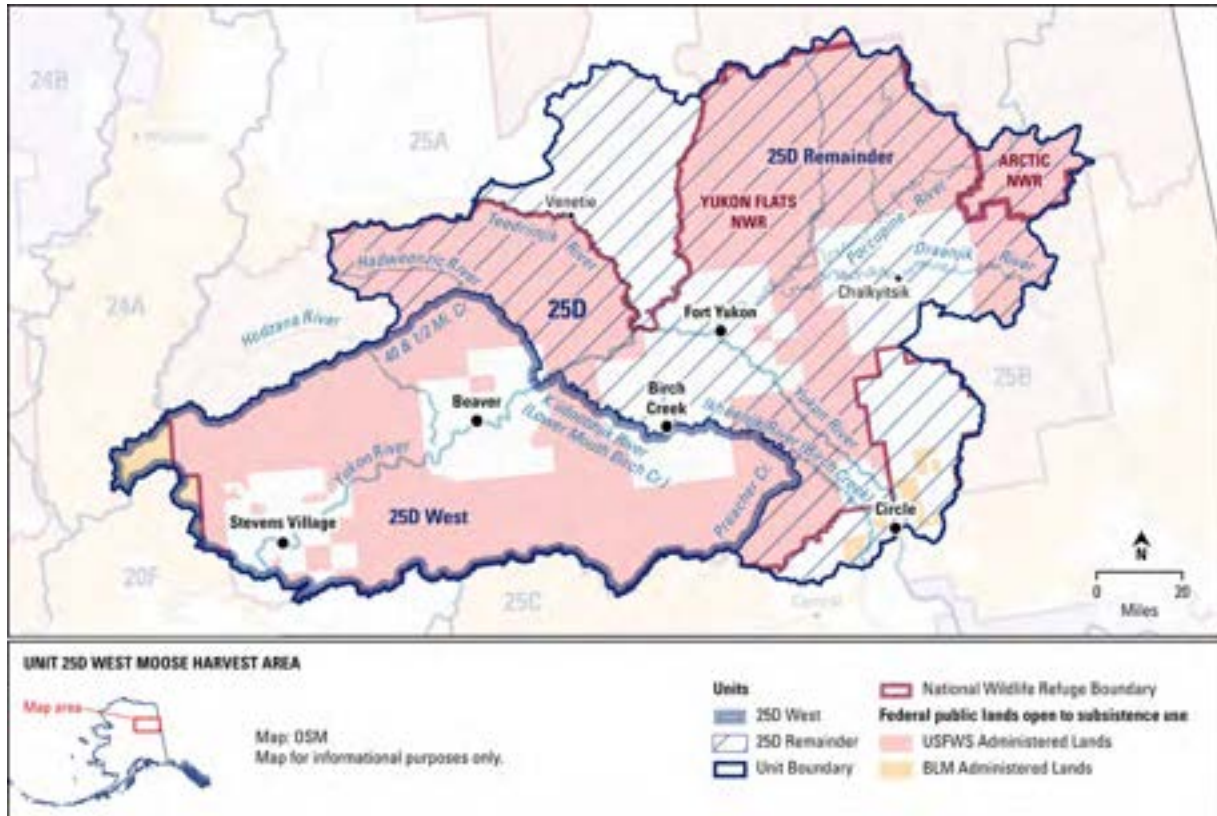 24B
25A
25D Remainder
ARCTIC
NWR
YUKON FLATS
NWR
Venetie
Teedriinjik River
Porcupine River
Draanjik River
Hadweenzic River
Chalkyitsik
24A
25D
Fort Yukon
Hodzana River
40 & 1/2 Mi. Cr.
25B
Beaver
Birch
Creek
Yukon River
(Lower Mouth Birch Cr.)
(Birch Creek)
Yukon River
Preacher Cr.
25D West
Stevens Village
Circle
20F
25C
Central
N
0 20
Miles
UNIT 25D WEST MOOSE HARVEST AREA
Map area
Map: OSM
Map for informational purposes only.
Units
25D West
25D Remainder
Unit Boundary
National Wildlife Refuge Boundary
Federal public lands open to subsistence use
USFWS Administered Lands
BLM Administered Lands